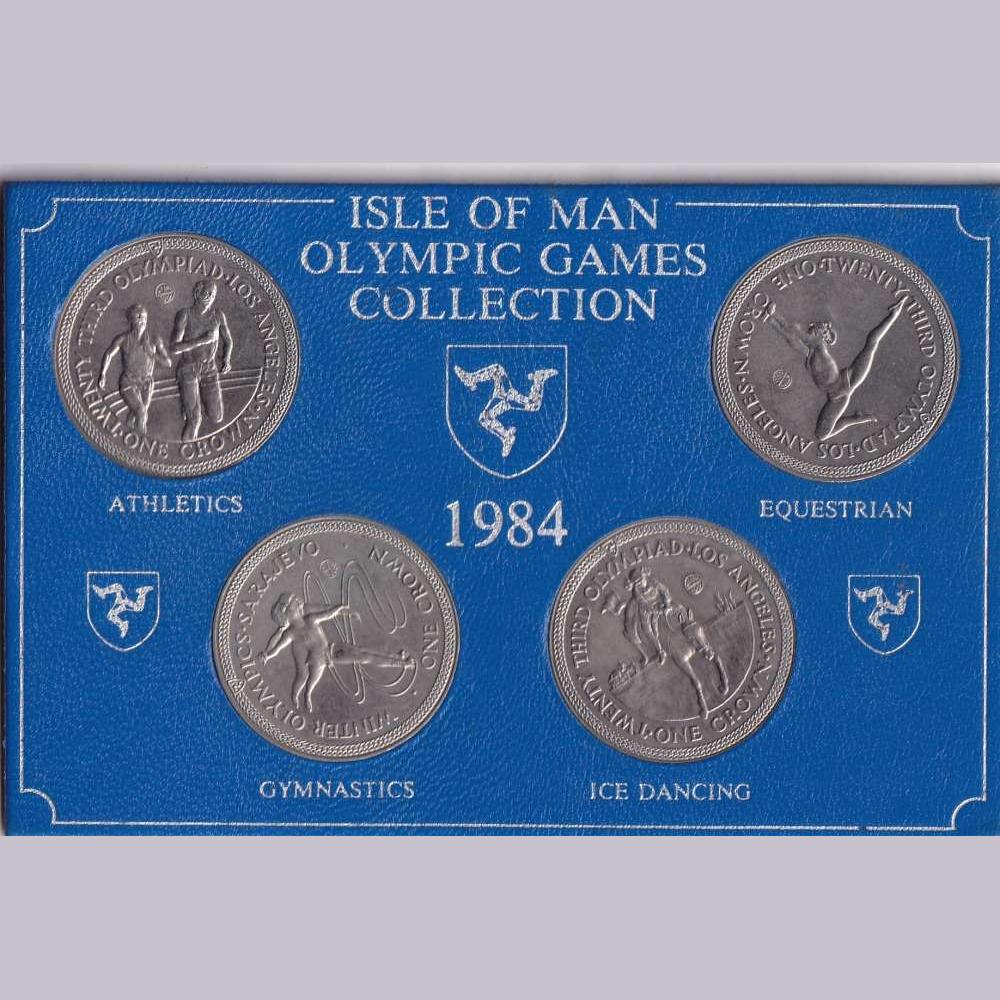 ISLE OF MAN
OLYMPIC GAMES
COLLECTION
TWENTY THIRD OLYMPIAD · LOS ANGELES · ONE CROWN
ATHLETICS
1984
ONE · TWENTY THIRD OLYMPIAD · LOS ANGELES · CROWN
EQUESTRIAN
WINTER OLYMPICS · SARAJEVO · ONE CROWN
GYMNASTICS
TWENTY THIRD OLYMPIAD · LOS ANGELES · ONE CROWN
ICE DANCING